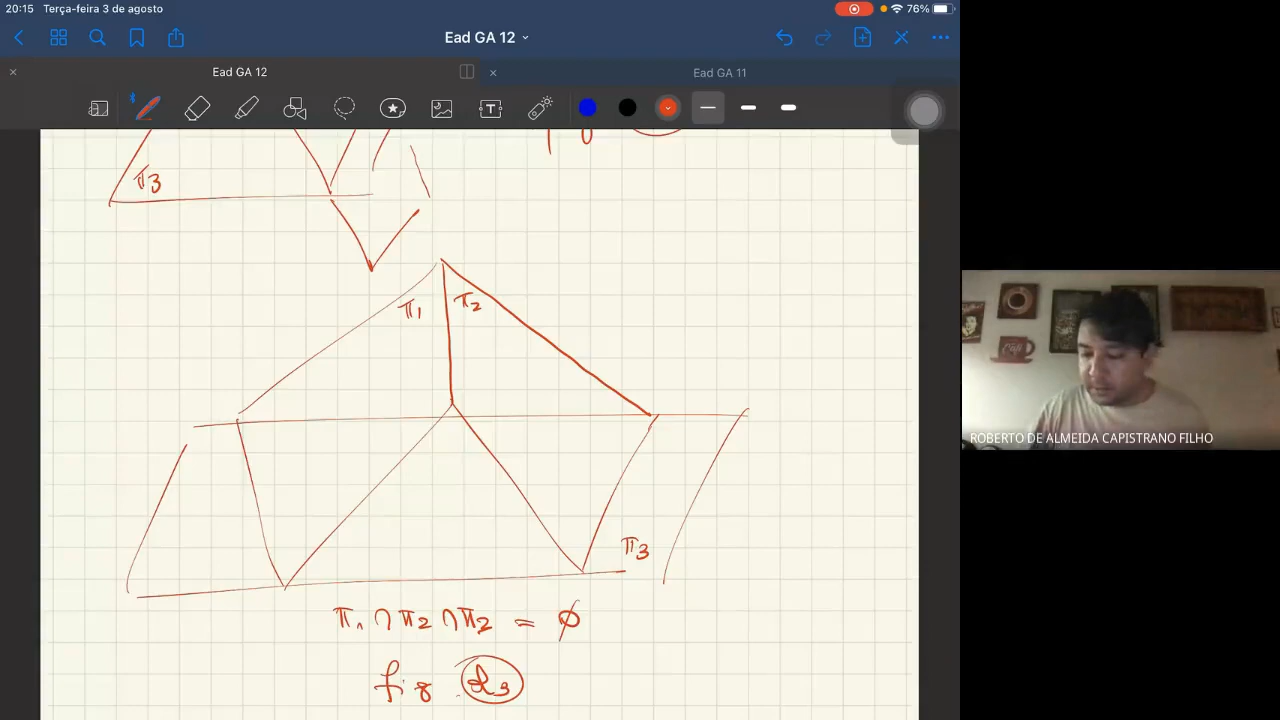 20:15 Terça-feira 3 de agosto 76%
Ead GA 12
Ead GA 12 Ead GA 11
π3
π1 π2
π3
π1 ∩ π2 ∩ π2 = ∅
fig
ROBERTO DE ALMEIDA CAPISTRANO FILHO